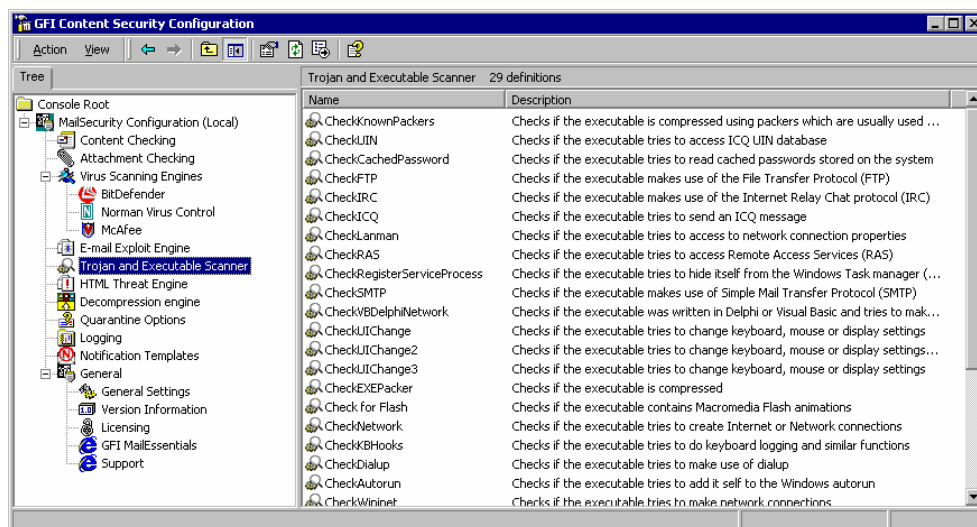 GFI Content Security Configuration
Action View
Tree
Trojan and Executable Scanner 29 definitions
Console Root
MailSecurity Configuration (Local)
Content Checking
Attachment Checking
Virus Scanning Engines
BitDefender
Norman Virus Control
McAfee
E-mail Exploit Engine
Trojan and Executable Scanner
HTML Threat Engine
Decompression engine
Quarantine Options
Logging
Notification Templates
General
General Settings
Version Information
Licensing
GFI MailEssentials
Support
Name Description
CheckKnownPackers Checks if the executable is compressed using packers which are usually used ...
CheckUIN Checks if the executable tries to access ICQ UIN database
CheckCachedPassword Checks if the executable tries to read cached passwords stored on the system
CheckFTP Checks if the executable makes use of the File Transfer Protocol (FTP)
CheckIRC Checks if the executable makes use of the Internet Relay Chat protocol (IRC)
CheckICQ Checks if the executable tries to send an ICQ message
CheckLanman Checks if the executable tries to access to network connection properties
CheckRAS Checks if the executable tries to access Remote Access Services (RAS)
CheckRegisterServiceProcess Checks if the executable tries to hide itself from the Windows Task manager (...
CheckSMTP Checks if the executable makes use of Simple Mail Transfer Protocol (SMTP)
CheckVBDelphiNetwork Checks if the executable was written in Delphi or Visual Basic and tries to mak...
CheckUIChange Checks if the executable tries to change keyboard, mouse or display settings
CheckUIChange2 Checks if the executable tries to change keyboard, mouse or display settings...
CheckUIChange3 Checks if the executable tries to change keyboard, mouse or display settings
CheckEXEPacker Checks if the executable is compressed
Check for Flash Checks if the executable contains Macromedia Flash animations
CheckNetwork Checks if the executable tries to create Internet or Network connections
CheckKBHooks Checks if the executable tries to do keyboard logging and similar functions
CheckDialup Checks if the executable tries to make use of dialup
CheckAutorun Checks if the executable tries to add it self to the Windows autorun
CheckWininet Checks if the executable tries to make network connections